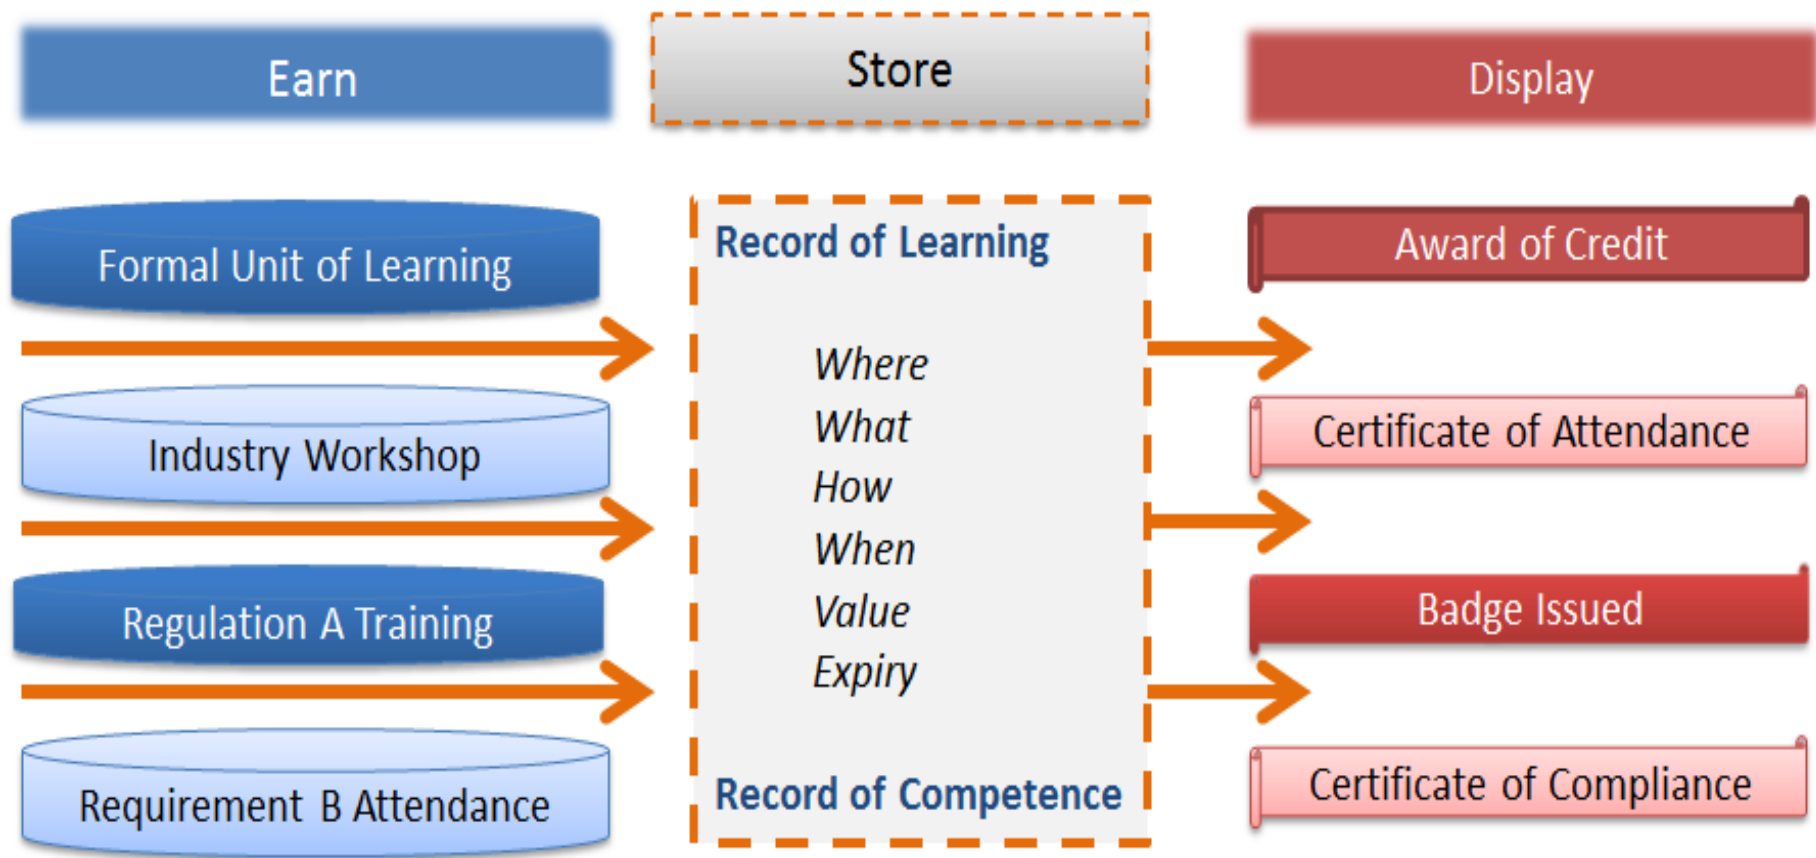 Earn
Store
Display
Formal Unit of Learning
Industry Workshop
Regulation A Training
Requirement B Attendance
Record of Learning
Where
What
How
When
Value
Expiry
Record of Competence
Award of Credit
Certificate of Attendance
Badge Issued
Certificate of Compliance